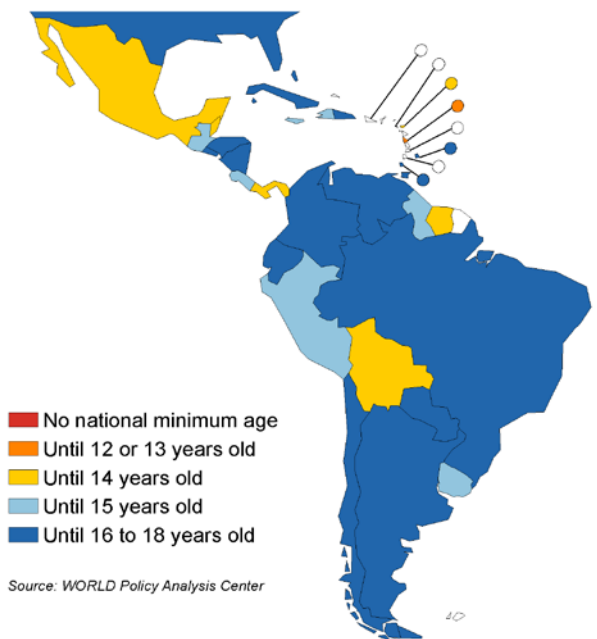 No national minimum age
Until 12 or 13 years old
Until 14 years old
Until 15 years old
Until 16 to 18 years old
Source: WORLD Policy Analysis Center